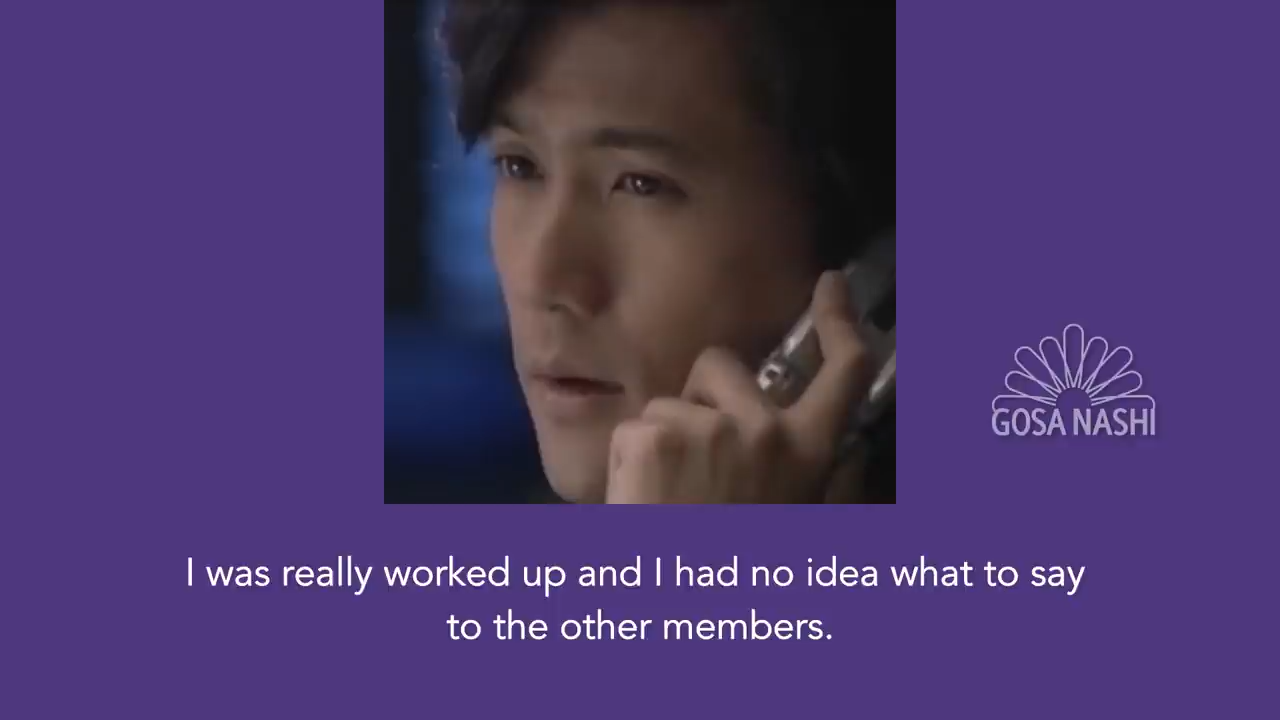 GOSA NASHI
I was really worked up and I had no idea what to say
to the other members.